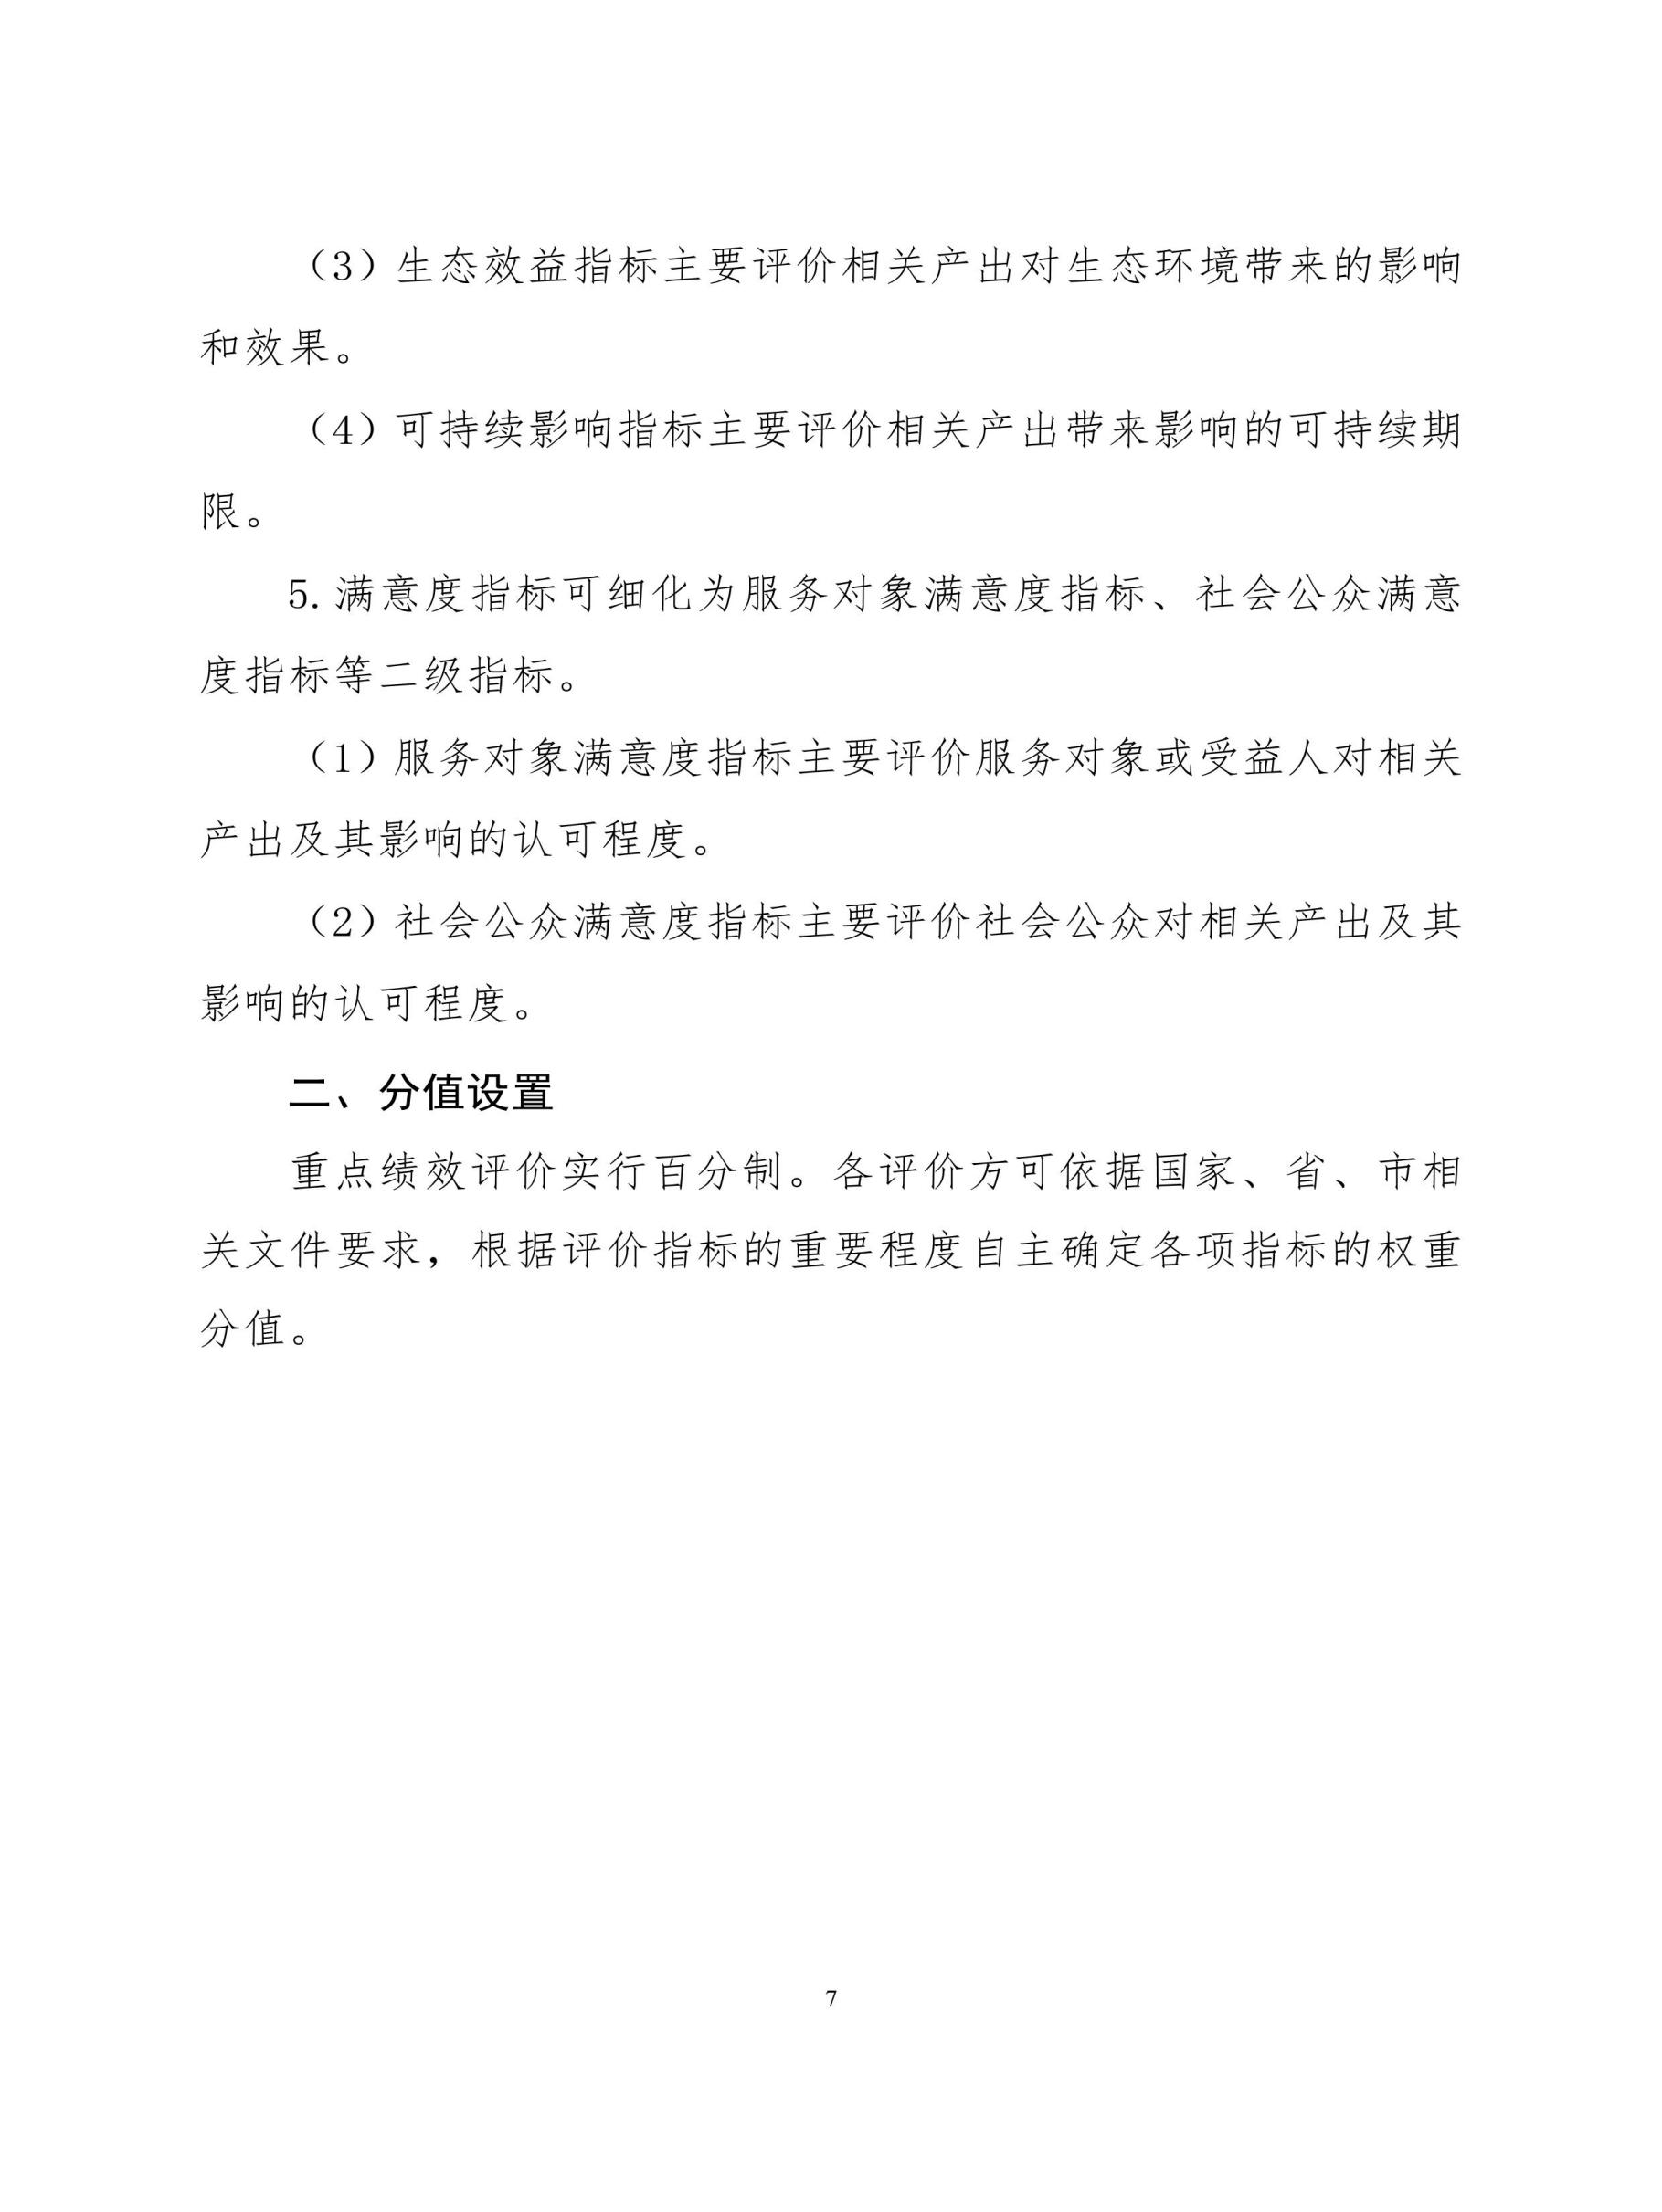 （3）生态效益指标主要评价相关产出对生态环境带来的影响
和效果。
（4）可持续影响指标主要评价相关产出带来影响的可持续期
限。
5.满意度指标可细化为服务对象满意度指标、社会公众满意
度指标等二级指标。
（1）服务对象满意度指标主要评价服务对象或受益人对相关
产出及其影响的认可程度。
（2）社会公众满意度指标主要评价社会公众对相关产出及其
影响的认可程度。
二、分值设置
重点绩效评价实行百分制。各评价方可依据国家、省、市相
关文件要求，根据评价指标的重要程度自主确定各项指标的权重
分值。
7